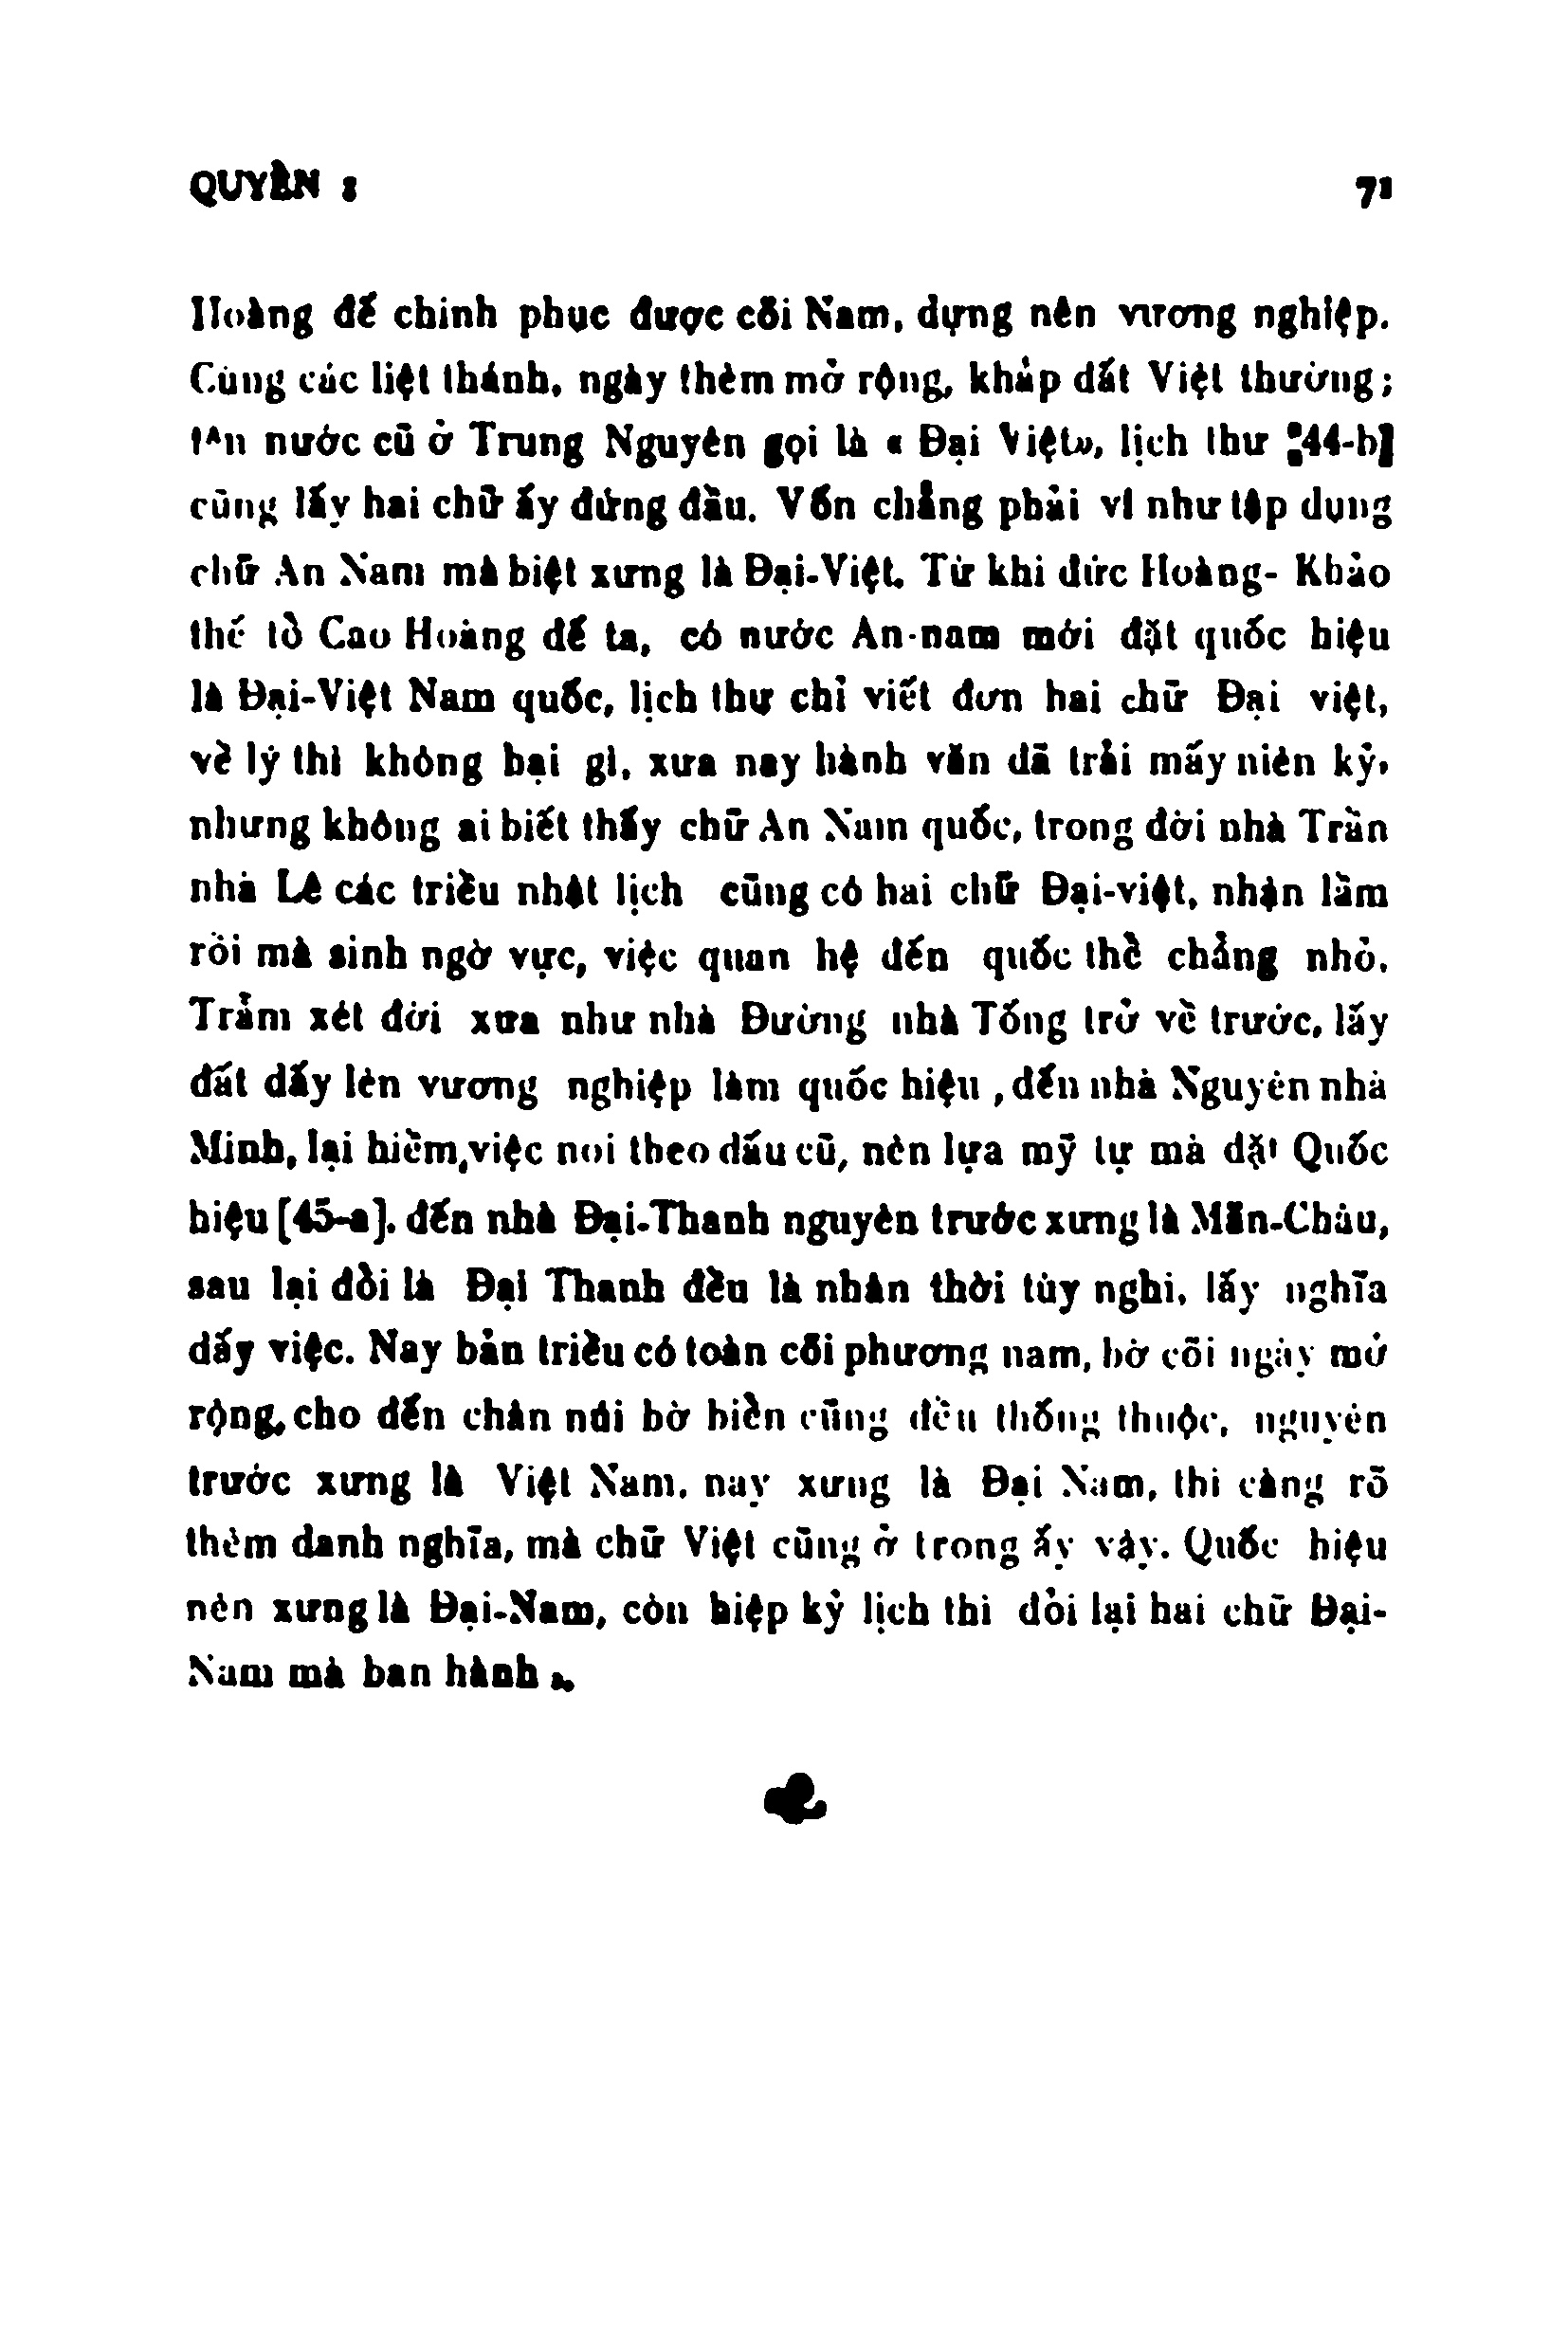 QUYỂN 1
71
Hoàng đế chinh phục được cõi Nam, dựng nên vương nghiệp.
Cùng các liệt thánh, ngày thêm mở rộng, khắp đất Việt thường;
tên nước cũ ở Trung Nguyên gọi là « Đại Việt», lịch thư [44-b]
cũng lấy hai chữ ấy đứng đầu. Vốn chẳng phải ví như tập dụng
chữ An Nam mà biệt xưng là Đại-Việt. Từ khi đức Hoàng- Khảo
thế tổ Cao Hoàng đế ta, có nước An-nam mới đặt quốc hiệu
là Đại-Việt Nam quốc, lịch thự chỉ viết đơn hai chữ Đại việt,
về lý thì không hại gì, xưa nay hành văn đã trải mấy niên kỷ,
nhưng không ai biết thấy chữ An Nam quốc, trong đời nhà Trần
nhà Lê các triều nhật lịch cũng có hai chữ Đại-việt, nhận lầm
rồi mà sinh ngờ vực, việc quan hệ đến quốc thể chẳng nhỏ.
Trẫm xét đời xưa như nhà Đường nhà Tống trở về trước, lấy
đất dấy lên vương nghiệp làm quốc hiệu , đến nhà Nguyên nhà
Minh, lại hiềm việc noi theo dấu cũ, nên lựa mỹ tự mà đặt Quốc
hiệu [45-a]. đến nhà Đại-Thanh nguyên trước xưng là Mãn-Châu,
sau lại đổi là Đại Thanh đều là nhân thời tùy nghi, lấy nghĩa
dấy việc. Nay bản triều có toàn cõi phương nam, bờ cõi ngày mở
rộng, cho đến chân núi bờ biển cũng đều thống thuộc, nguyên
trước xưng là Việt Nam, nay xưng là Đại Nam, thì càng rõ
thêm danh nghĩa, mà chữ Việt cũng ở trong ấy vậy. Quốc hiệu
nên xưng là Đại-Nam, còn hiệp kỷ lịch thì đổi lại hai chữ Đại-
Nam mà ban hành ».